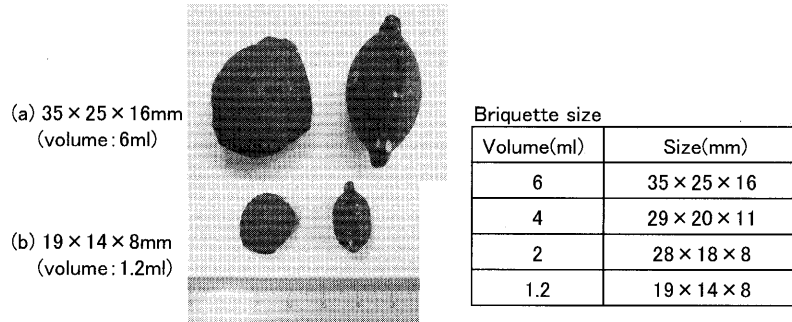 (a) 35×25×16mm
(volume:6ml)
(b) 19×14×8mm
(volume:1.2ml)
Briquette size
Volume(ml) Size(mm)
6 35×25×16
4 29×20×11
2 28×18×8
1.2 19×14×8